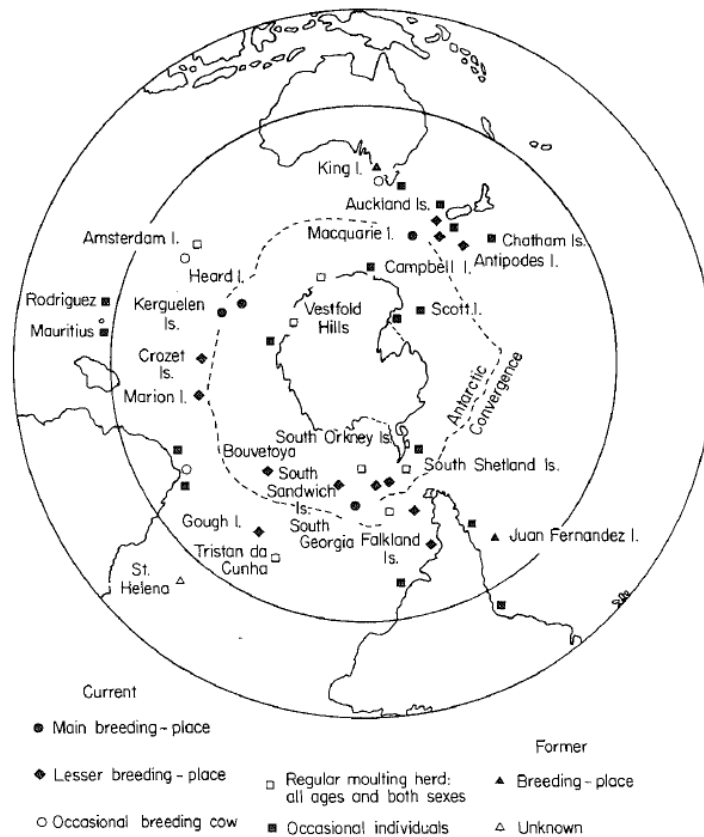 King I.
Auckland Is.
Amsterdam I.
Macquarie I.
Chatham Is.
Heard I.
Campbell I.
Antipodes I.
Rodriguez
Kerguelen
Is.
Vestfold
Hills
Scott I.
Mauritius
Crozet
Is.
Antarctic
Convergence
Marion I.
South Orkney Is.
Bouvetoya
South
Sandwich
Is.
South Shetland Is.
Gough I.
South
Georgia
Falkland
Is.
Juan Fernandez I.
Tristan da
Cunha
St.
Helena
Current
Main breeding-place
Former
Lesser breeding-place
Regular moulting herd:
all ages and both sexes
Breeding-place
Occasional breeding cow
Occasional individuals
Unknown